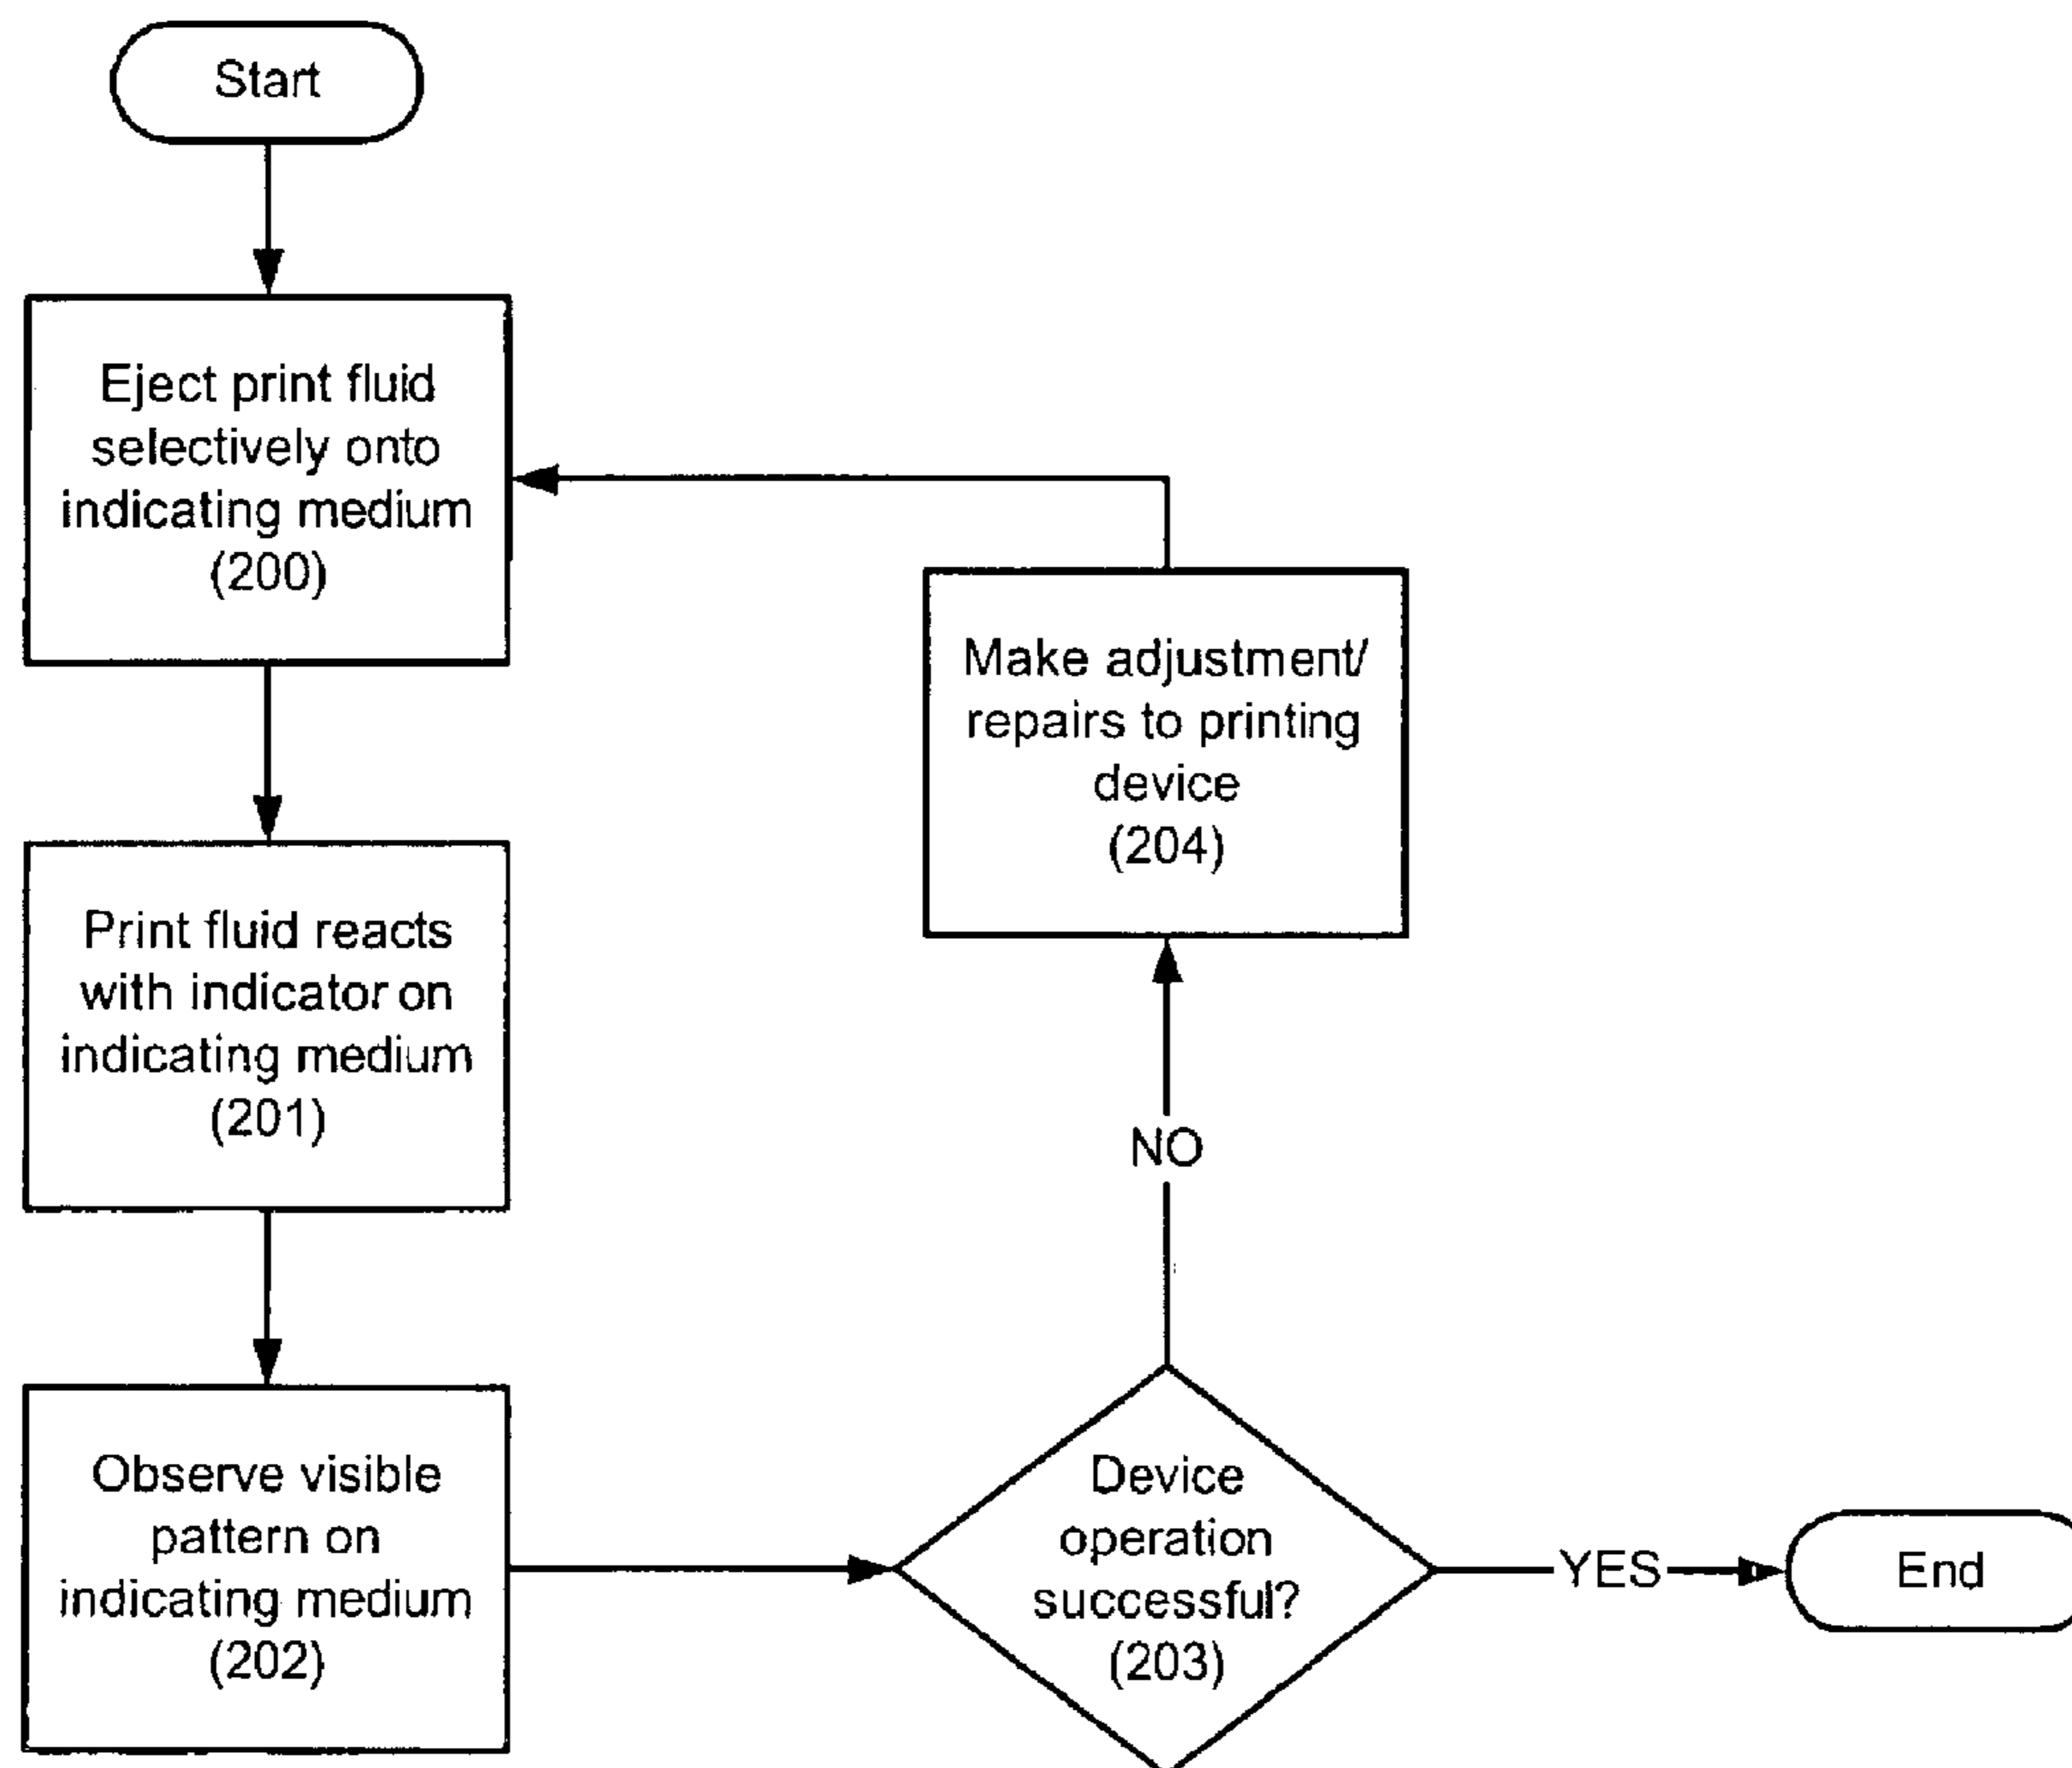 Start
Eject print fluid
selectively onto
indicating medium
(200)
Print fluid reacts
with indicator on
indicating medium
(201)
Observe visible
pattern on
indicating medium
(202)
Make adjustment/
repairs to printing
device
(204)
NO
Device
operation
successful?
(203)
YES
End